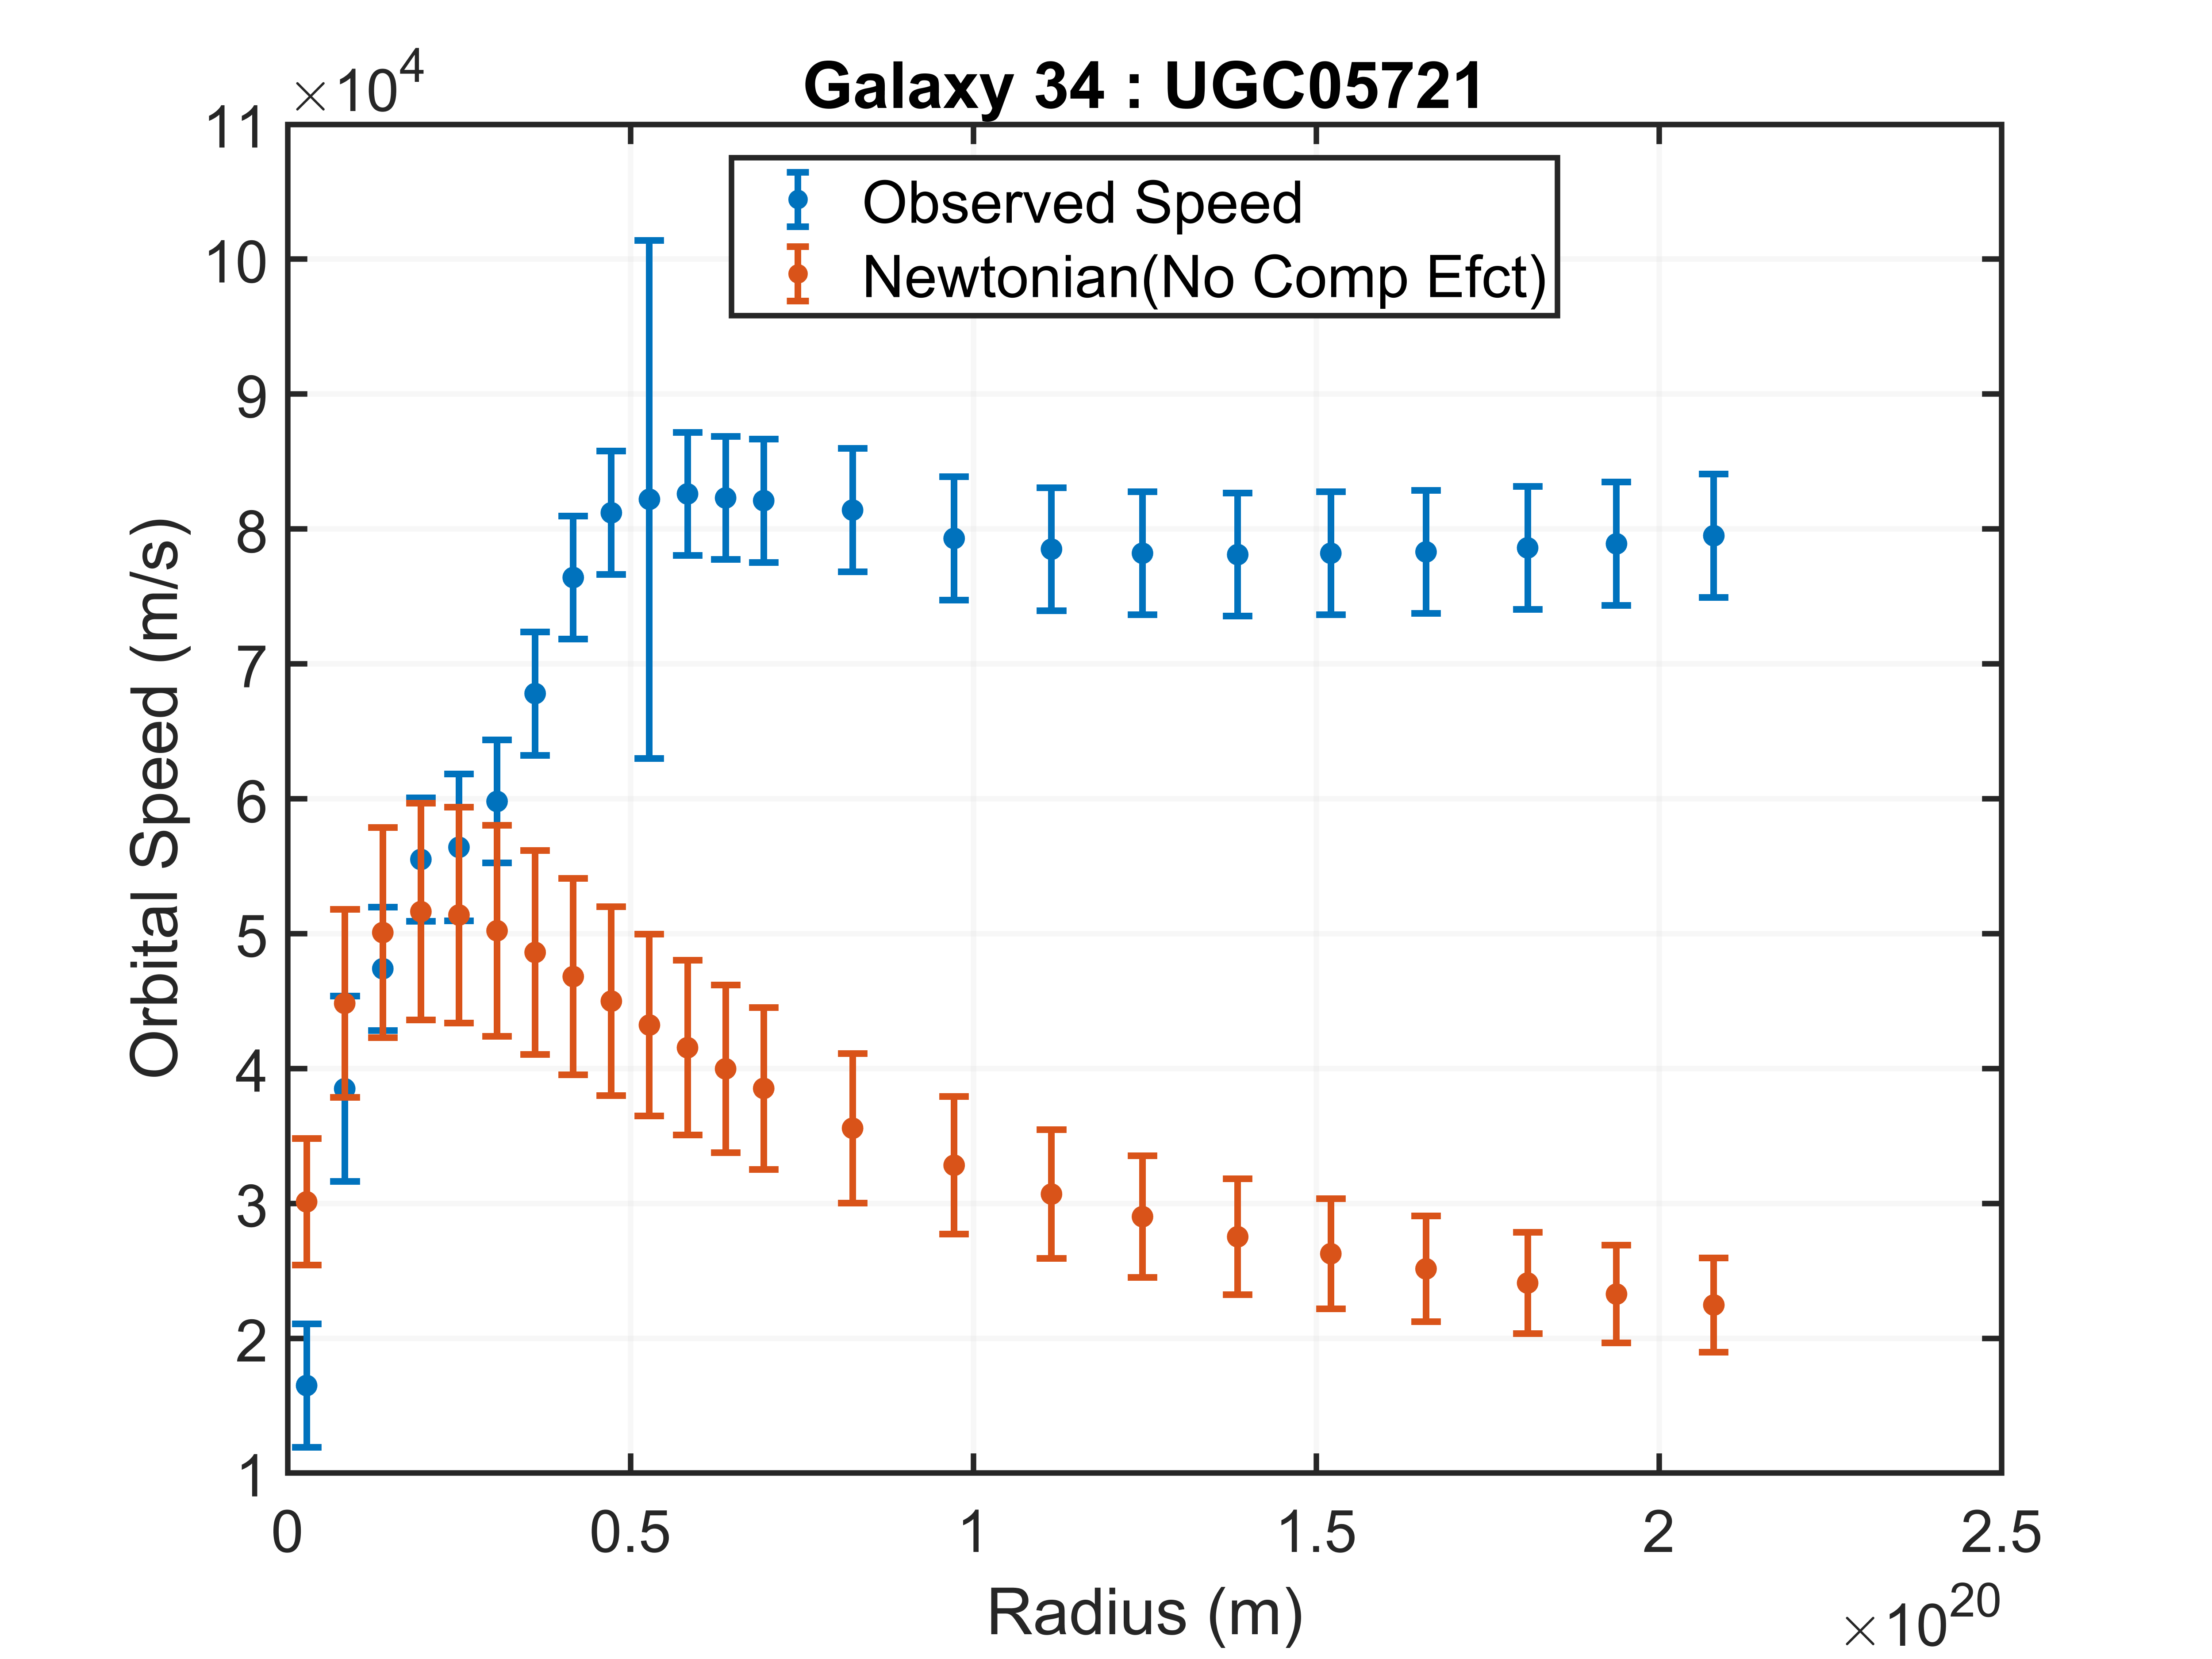 Galaxy 34 : UGC05721
×10⁴
11
10
9
8
7
6
5
4
3
2
1
Orbital Speed (m/s)
Observed Speed
Newtonian(No Comp Efct)
0 0.5 1 1.5 2 2.5
Radius (m)
×10²⁰